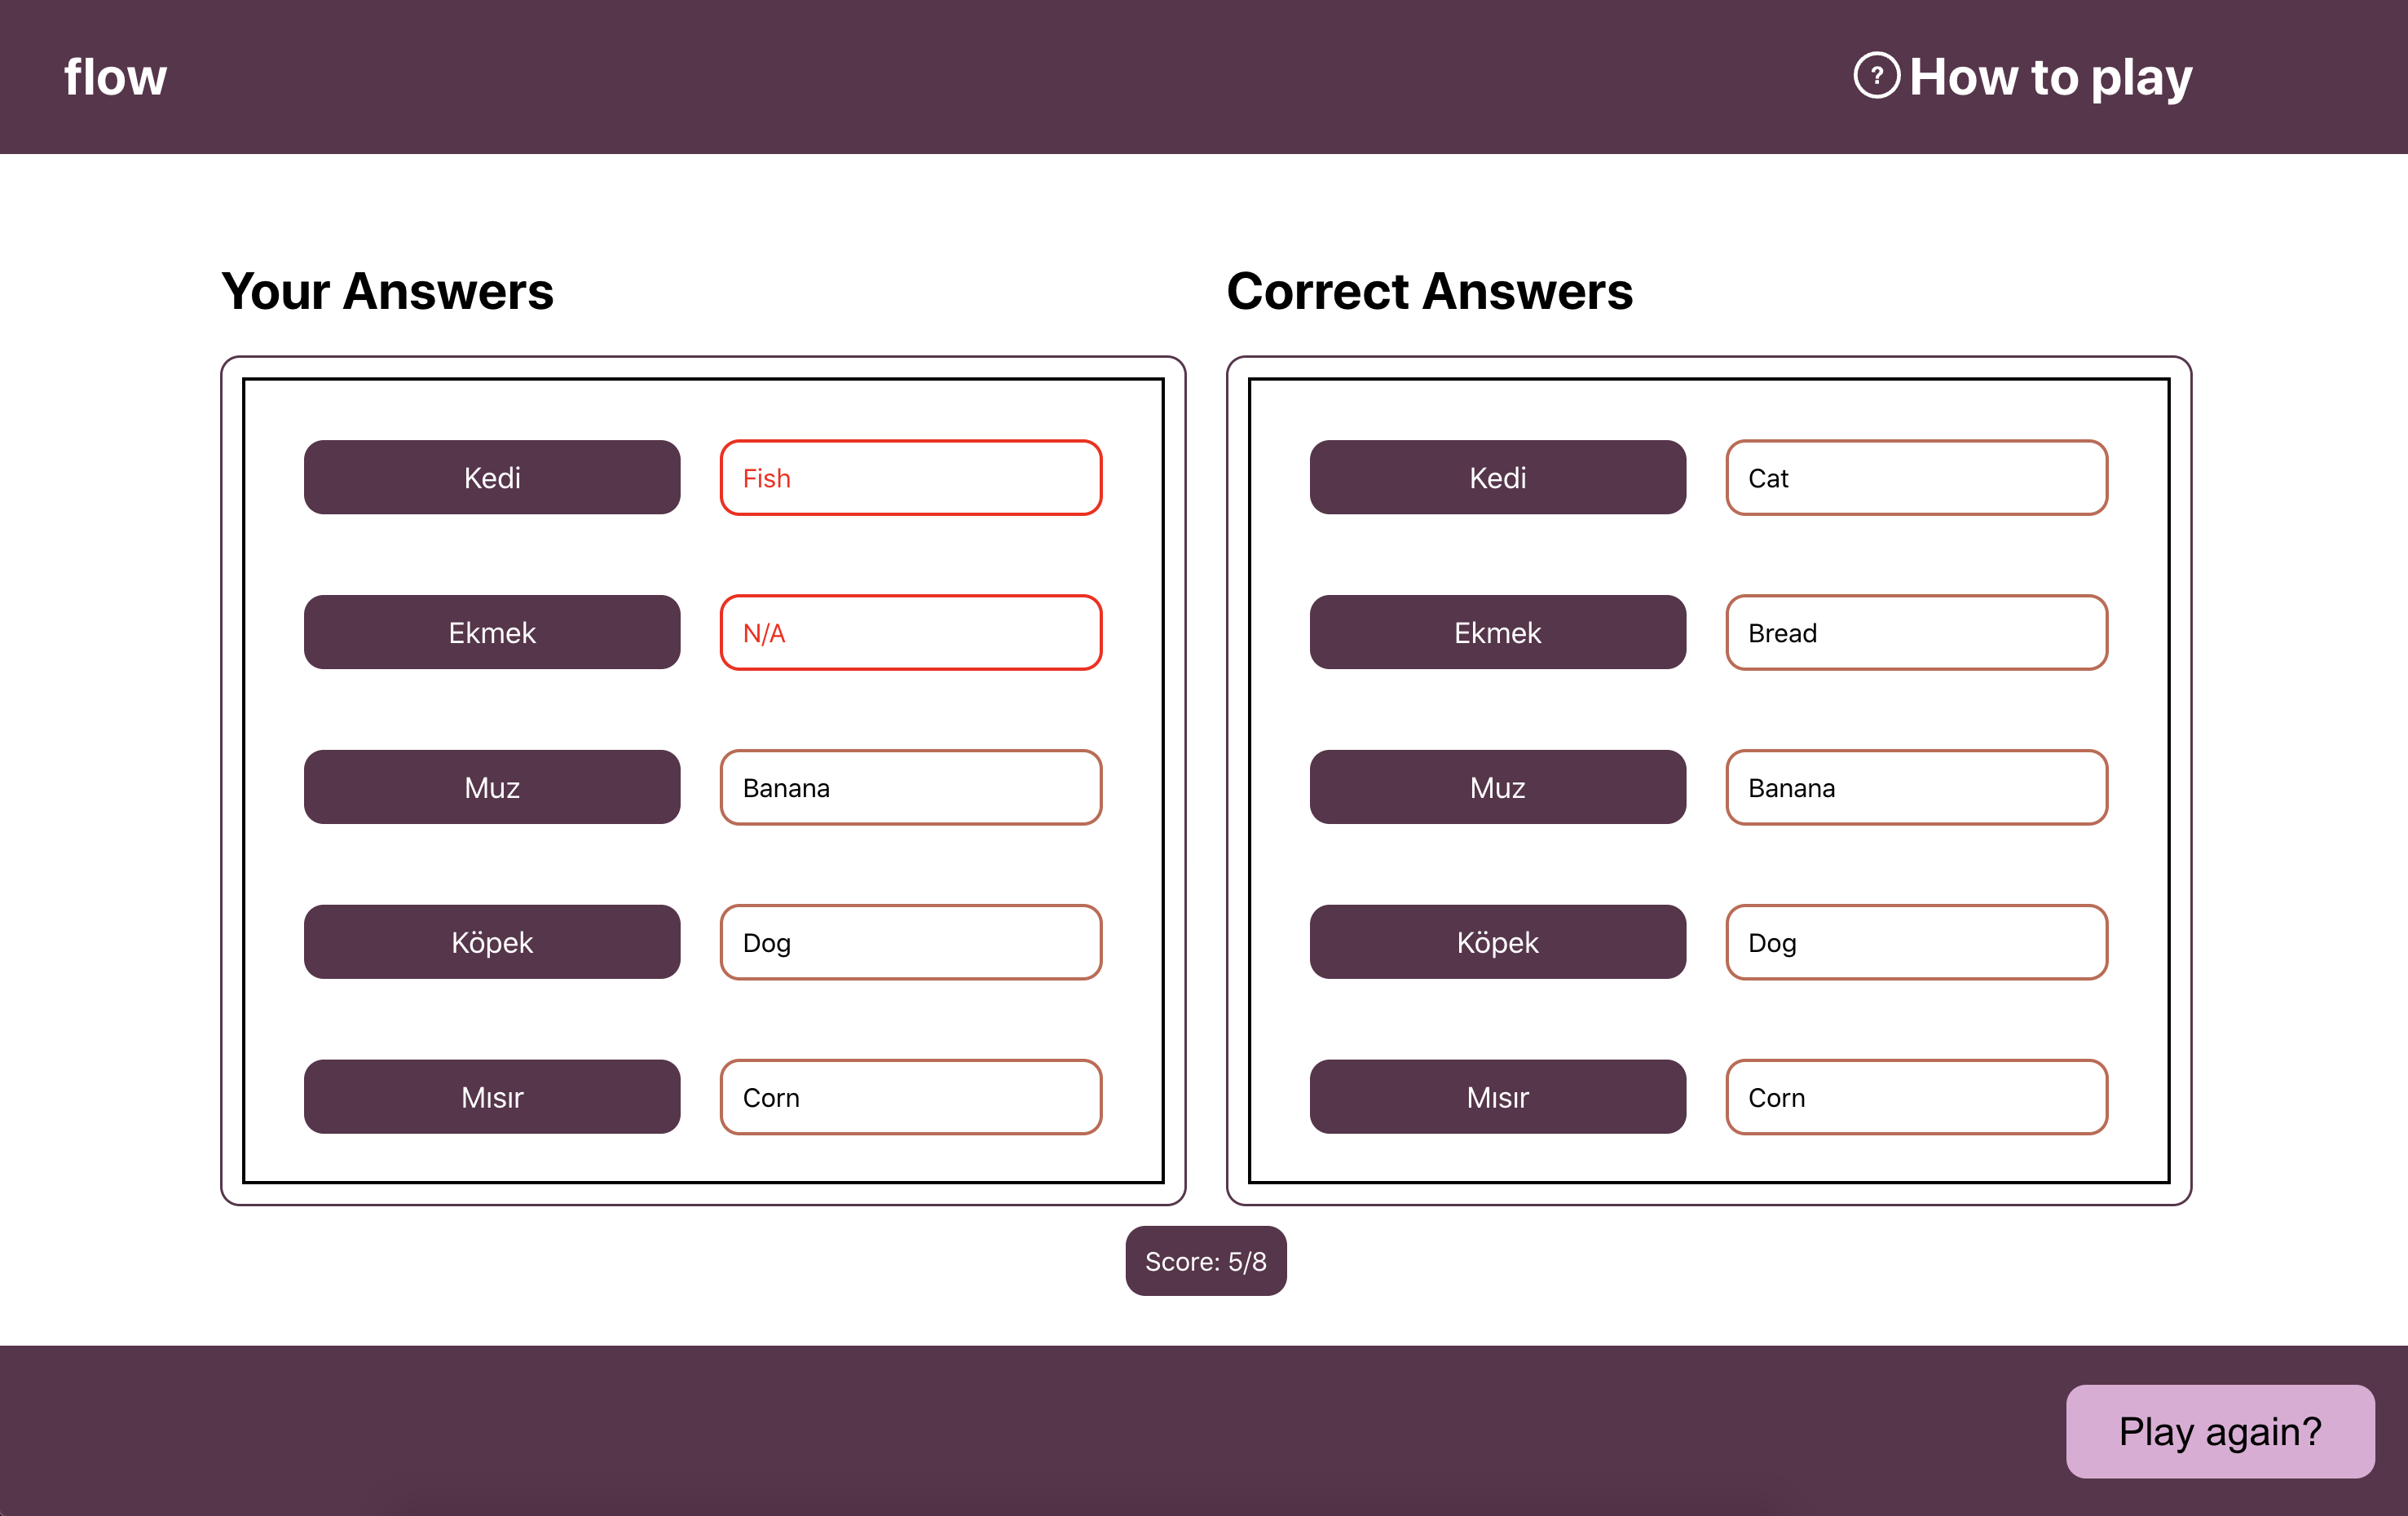 flow
? How to play
Your Answers
Correct Answers
Kedi Fish
Ekmek N/A
Muz Banana
Köpek Dog
Mısır Corn
Kedi Cat
Ekmek Bread
Muz Banana
Köpek Dog
Mısır Corn
Score: 5/8
Play again?